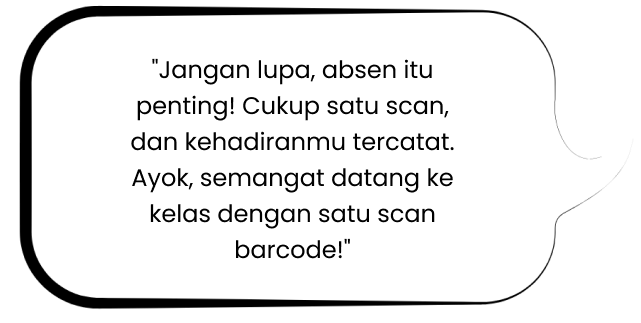 "Jangan lupa, absen itu
penting! Cukup satu scan,
dan kehadiranmu tercatat.
Ayok, semangat datang ke
kelas dengan satu scan
barcode!"